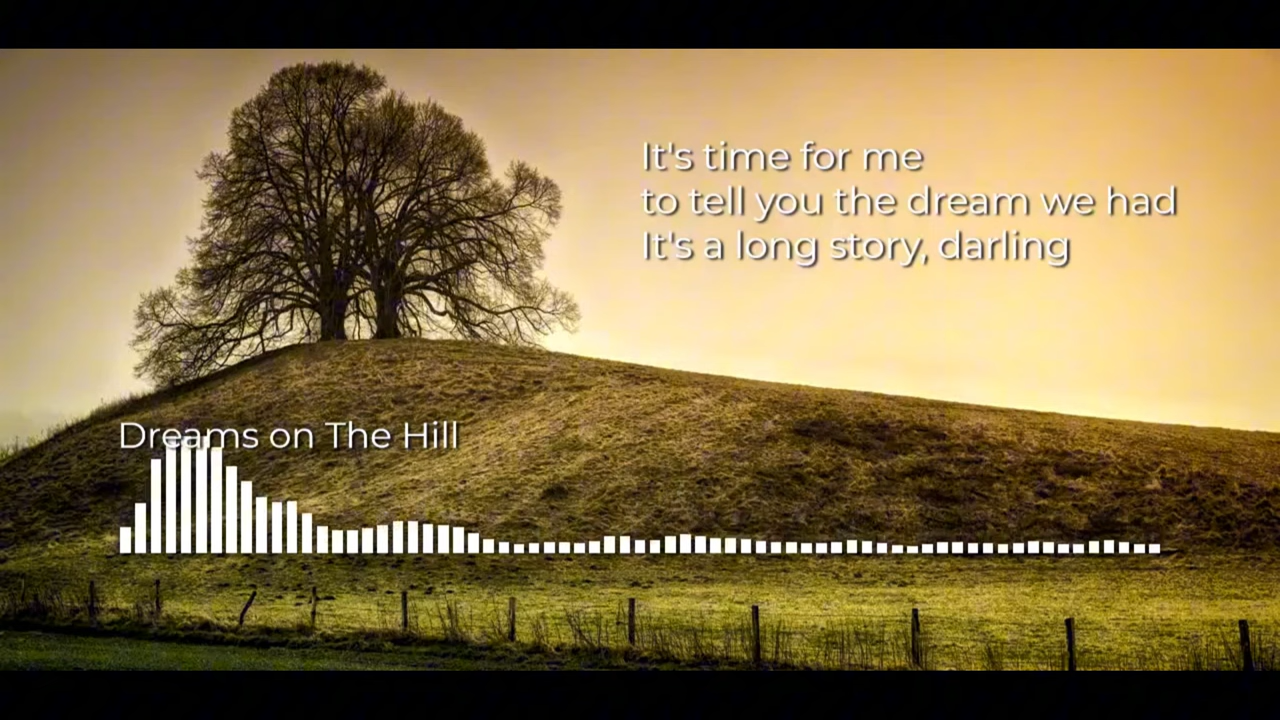 It's time for me
to tell you the dream we had
It's a long story, darling
Dreams on The Hill